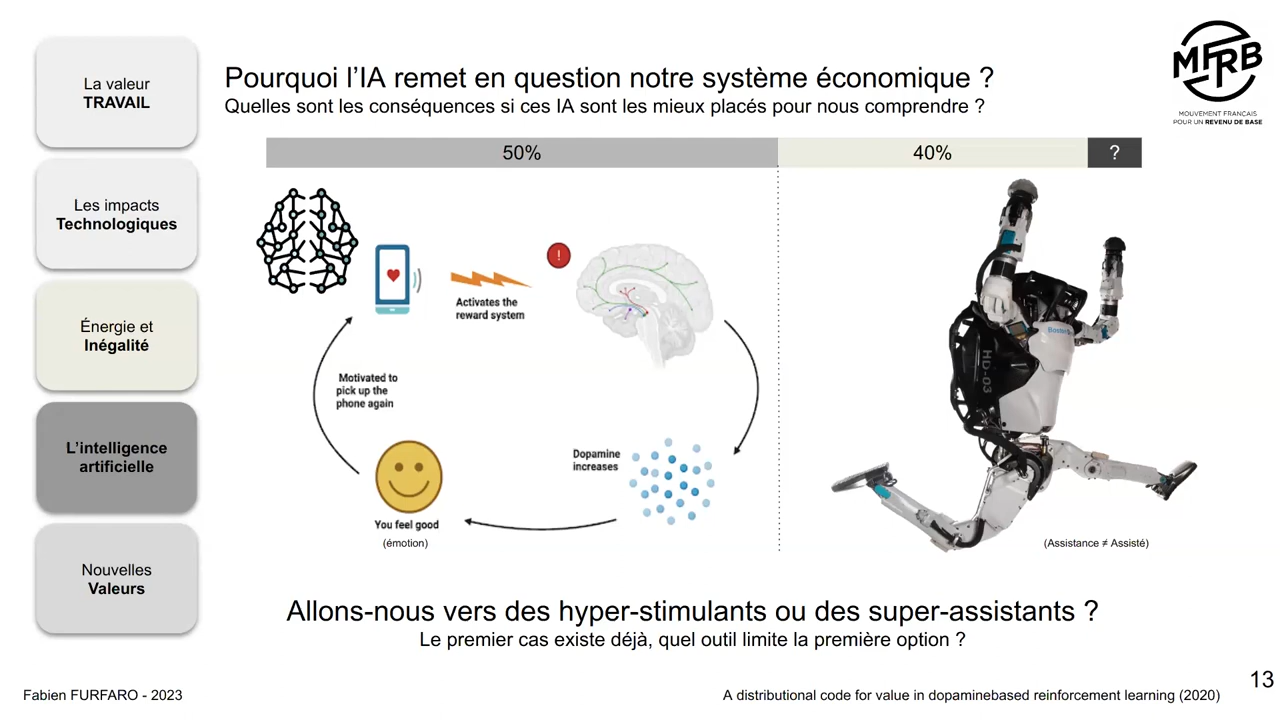 La valeur
TRAVAIL
Les impacts
Technologiques
Énergie et
Inégalité
L'intelligence
artificielle
Nouvelles
Valeurs
Pourquoi l'IA remet en question notre système économique ?
Quelles sont les conséquences si ces IA sont les mieux placés pour nous comprendre ?
MFRB
MOUVEMENT FRANÇAIS
POUR UN REVENU DE BASE
50%
40%
?
!
Activates the
reward system
Motivated to
pick up the
phone again
Dopamine
increases
You feel good
(émotion)
HD-03
(Assistance ≠ Assisté)
Allons-nous vers des hyper-stimulants ou des super-assistants ?
Le premier cas existe déjà, quel outil limite la première option ?
Fabien FURFARO - 2023
A distributional code for value in dopaminebased reinforcement learning (2020)
13